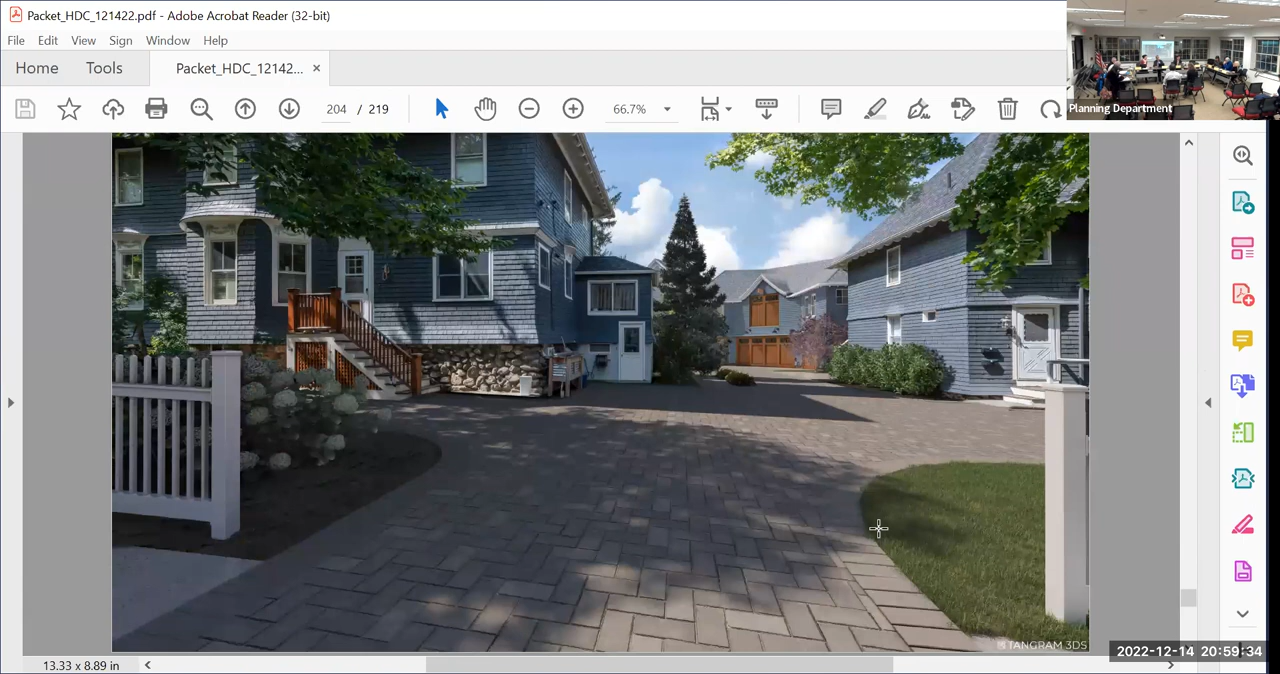 Packet_HDC_121422.pdf - Adobe Acrobat Reader (32-bit)
File Edit View Sign Window Help
Home Tools Packet_HDC_12142... ×
204 / 219 66.7%
Planning Department
TANGRAM 3DS
2022-12-14 20:59:34
13.33 x 8.89 in